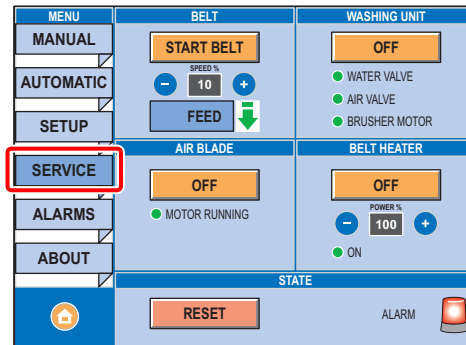 MENU
MANUAL
AUTOMATIC
SETUP
SERVICE
ALARMS
ABOUT
BELT
START BELT
SPEED %
10
FEED
WASHING UNIT
OFF
WATER VALVE
AIR VALVE
BRUSHER MOTOR
AIR BLADE
OFF
MOTOR RUNNING
BELT HEATER
OFF
POWER %
100
ON
STATE
RESET
ALARM